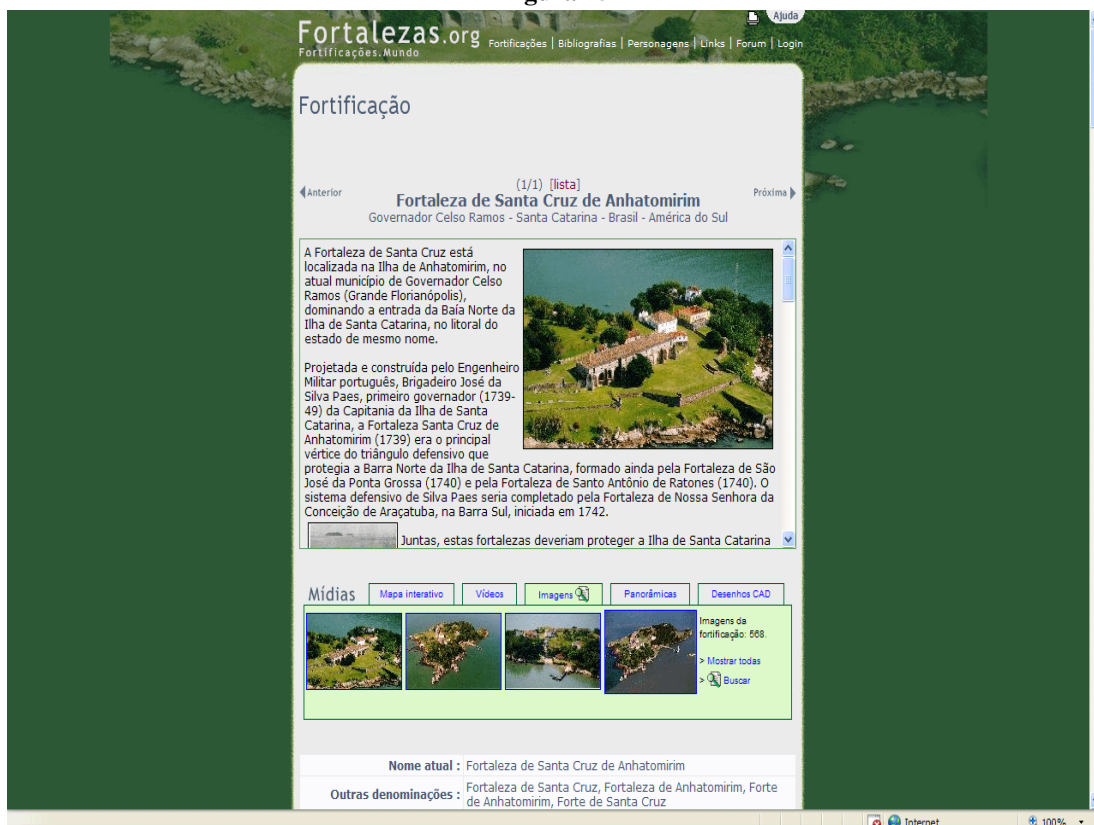 Ajuda
Fortalezas.org
Fortificações.Mundo
Fortificações | Bibliografias | Personagens | Links | Forum | Login
Fortificação
(1/1) [lista]
Anterior
Próxima
Fortaleza de Santa Cruz de Anhatomirim
Governador Celso Ramos - Santa Catarina - Brasil - América do Sul
A Fortaleza de Santa Cruz está
localizada na Ilha de Anhatomirim, no
atual município de Governador Celso
Ramos (Grande Florianópolis),
dominando a entrada da Baía Norte da
Ilha de Santa Catarina, no litoral do
estado de mesmo nome.
Projetada e construída pelo Engenheiro
Militar português, Brigadeiro José da
Silva Paes, primeiro governador (1739-
49) da Capitania da Ilha de Santa
Catarina, a Fortaleza Santa Cruz de
Anhatomirim (1739) era o principal
vértice do triângulo defensivo que
protegia a Barra Norte da Ilha de Santa Catarina, formado ainda pela Fortaleza de São
José da Ponta Grossa (1740) e pela Fortaleza de Santo Antônio de Ratones (1740). O
sistema defensivo de Silva Paes seria completado pela Fortaleza de Nossa Senhora da
Conceição de Araçatuba, na Barra Sul, iniciada em 1742.
Juntas, estas fortalezas deveriam proteger a Ilha de Santa Catarina
Mídias
Mapa interativo
Vídeos
Imagens
Panorâmicas
Desenhos CAD
Imagens da
fortificação: 568.
> Mostrar todas
> Buscar
Nome atual : Fortaleza de Santa Cruz de Anhatomirim
Outras denominações : Fortaleza de Santa Cruz, Fortaleza de Anhatomirim, Forte
de Anhatomirim, Forte de Santa Cruz
Internet
100%